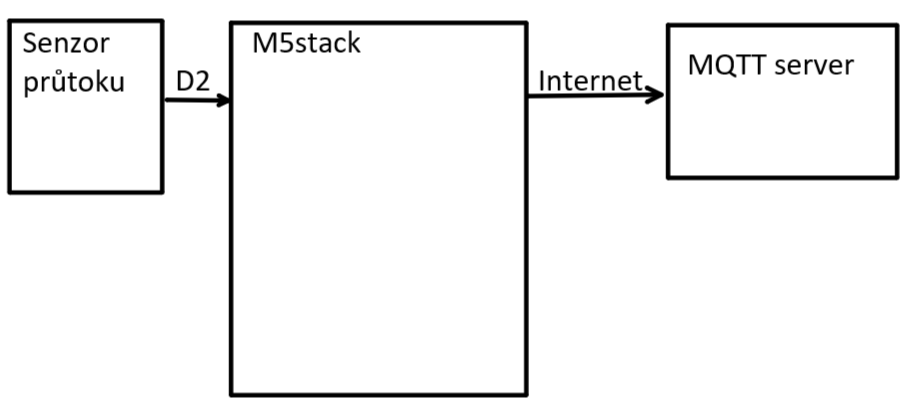 Senzor
průtoku
D2
M5stack
Internet
MQTT server